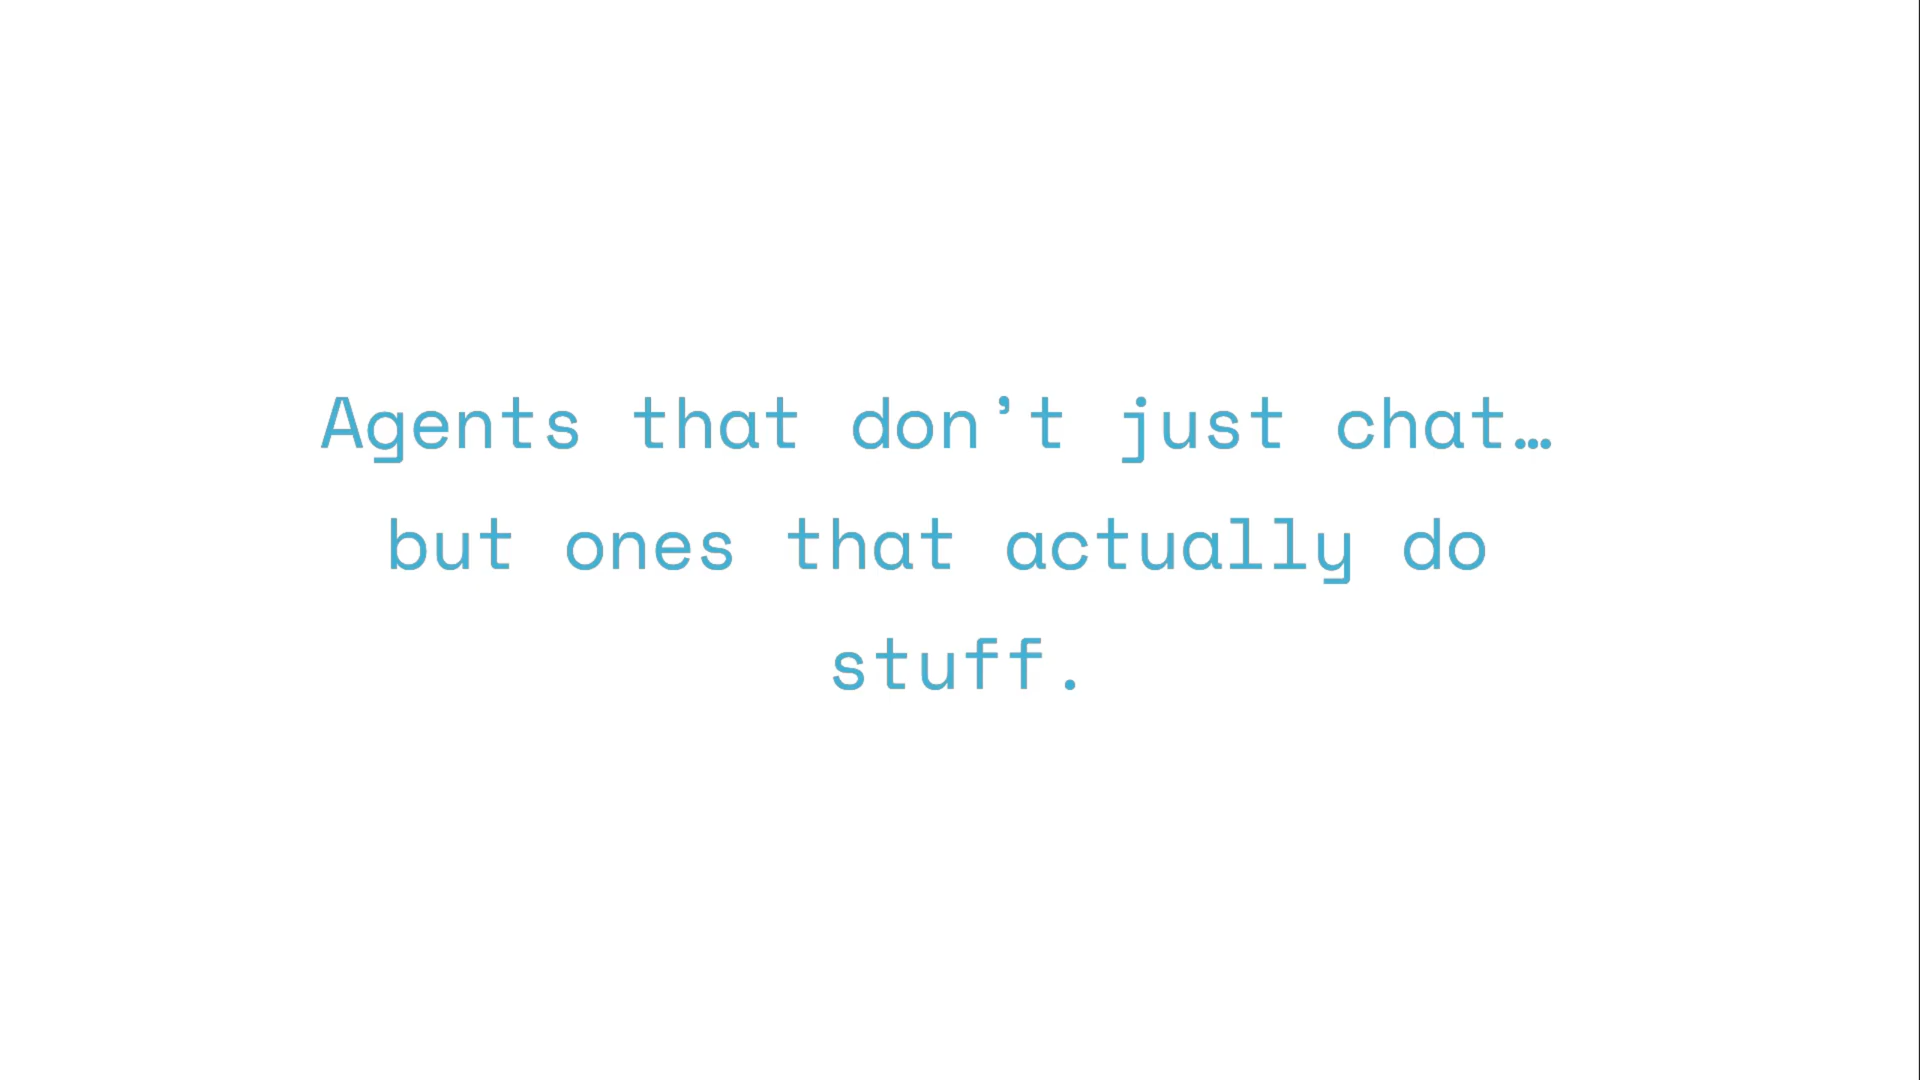 Agents that don’t just chat…
but ones that actually do
stuff.